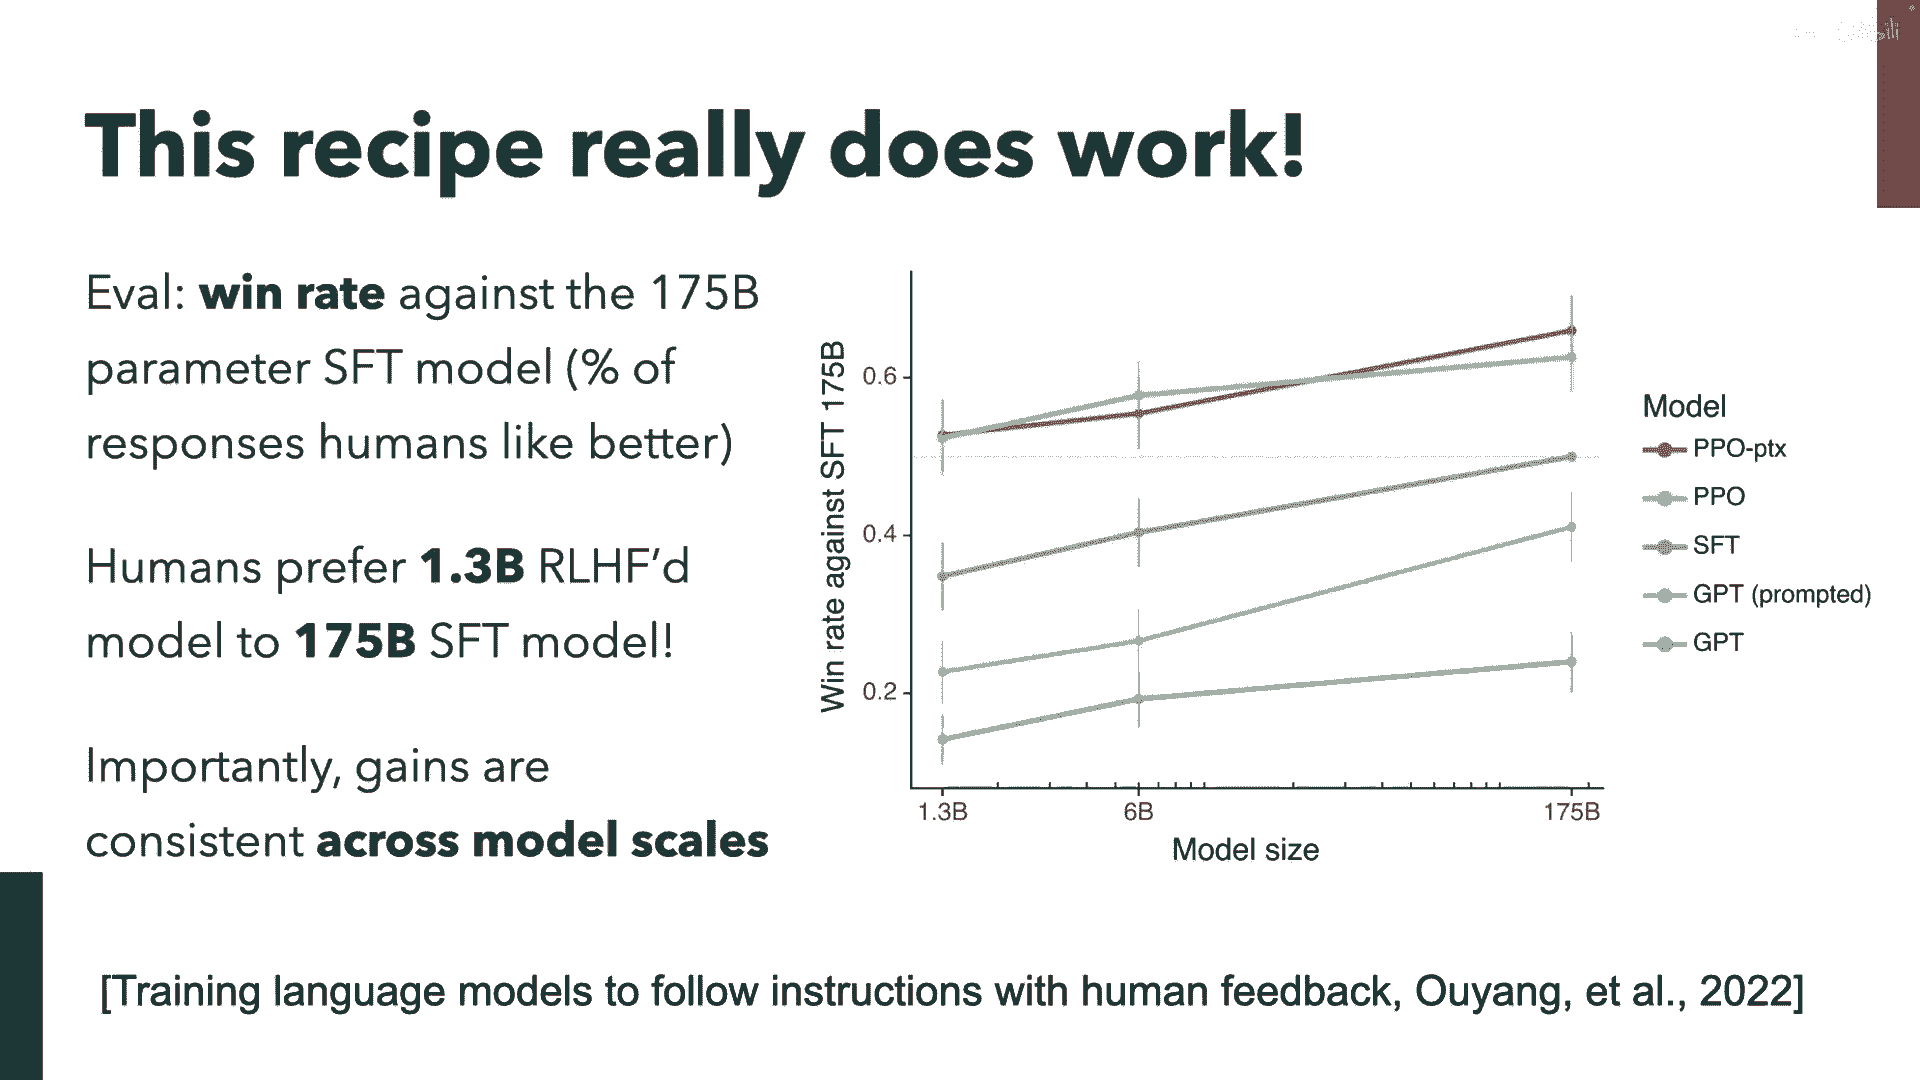 This recipe really does work!
Eval: win rate against the 175B
parameter SFT model (% of
responses humans like better)
Humans prefer 1.3B RLHF’d
model to 175B SFT model!
Importantly, gains are
consistent across model scales
Win rate against SFT 175B
0.6
0.4
0.2
1.3B
6B
175B
Model size
Model
PPO-ptx
PPO
SFT
GPT (prompted)
GPT
[Training language models to follow instructions with human feedback, Ouyang, et al., 2022]